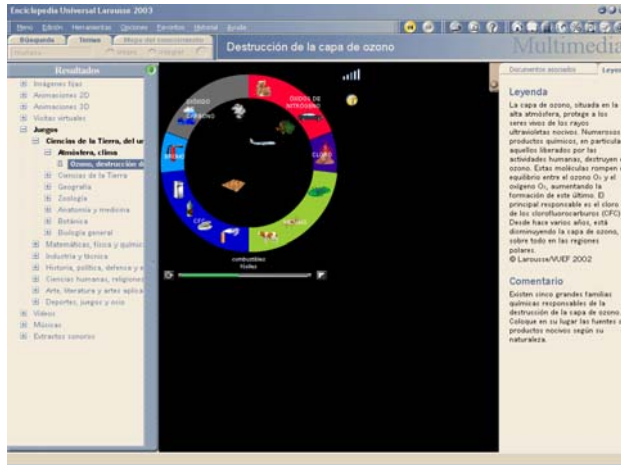 Enciclopedia Universal Larousse 2003
Menú Edición Herramientas Opciones Favoritos Historial Ayuda
Búsqueda Temas Mapa del conocimiento
Destrucción de la capa de ozono
Multimedia
Resultados
Imágenes fijas
Animaciones 2D
Animaciones 3D
Visitas virtuales
Juegos
Ciencias de la Tierra, del un
Atmósfera, clima
Ozono, destrucción d
Ciencias de la Tierra
Geografía
Zoología
Anatomía y medicina
Botánica
Biología general
Matemáticas, física y químic
Industria y técnica
Historia, política, defensa y
Ciencias humanas, religiones
Arte, literatura y artes aplica
Deportes, juegos y ocio
Vídeos
Músicas
Extractos sonoros
DIÓXIDO
CARBONO
ÓXIDOS DE
NITRÓGENO
BROMO
CLORO
CFC
METANO
combustibles
fósiles
Documentos asociados
Leyen
Leyenda
La capa de ozono, situada en la
alta atmósfera, protege a los
seres vivos de los rayos
ultravioletas nocivos. Numerosos
productos químicos, en particula
aquellos liberados por las
actividades humanas, destruyen e
ozono. Estas moléculas rompen e
equilibrio entre el ozono O₃ y el
oxígeno O₂, aumentando la
formación de este último. El
principal responsable es el cloro
de los clorofluorocarburos (CFC)
Desde hace varios años, está
disminuyendo la capa de ozono,
sobre todo en las regiones
polares.
© Larousse/VUEF 2002
Comentario
Existen cinco grandes familias
químicas responsables de la
destrucción de la capa de ozono.
Coloque en su lugar las fuentes d
productos nocivos según su
naturaleza.